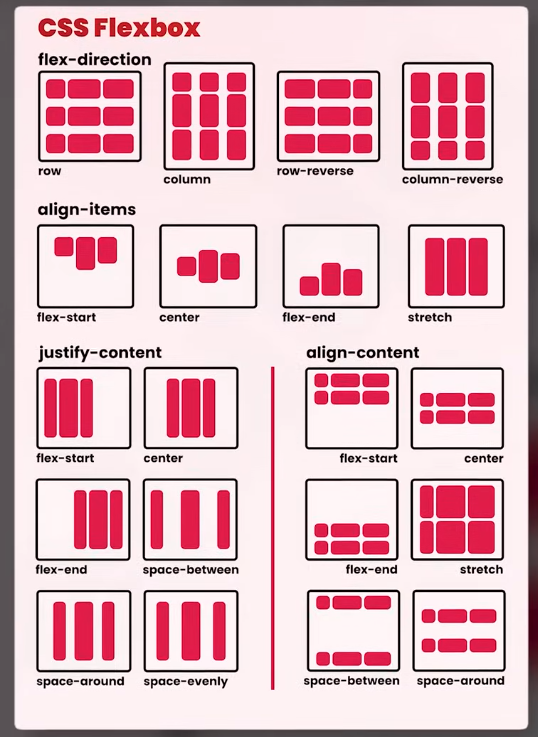 CSS Flexbox
flex-direction
row
column
row-reverse
column-reverse
align-items
flex-start
center
flex-end
stretch
justify-content
flex-start
center
flex-end
space-between
space-around
space-evenly
align-content
flex-start
center
flex-end
stretch
space-between
space-around